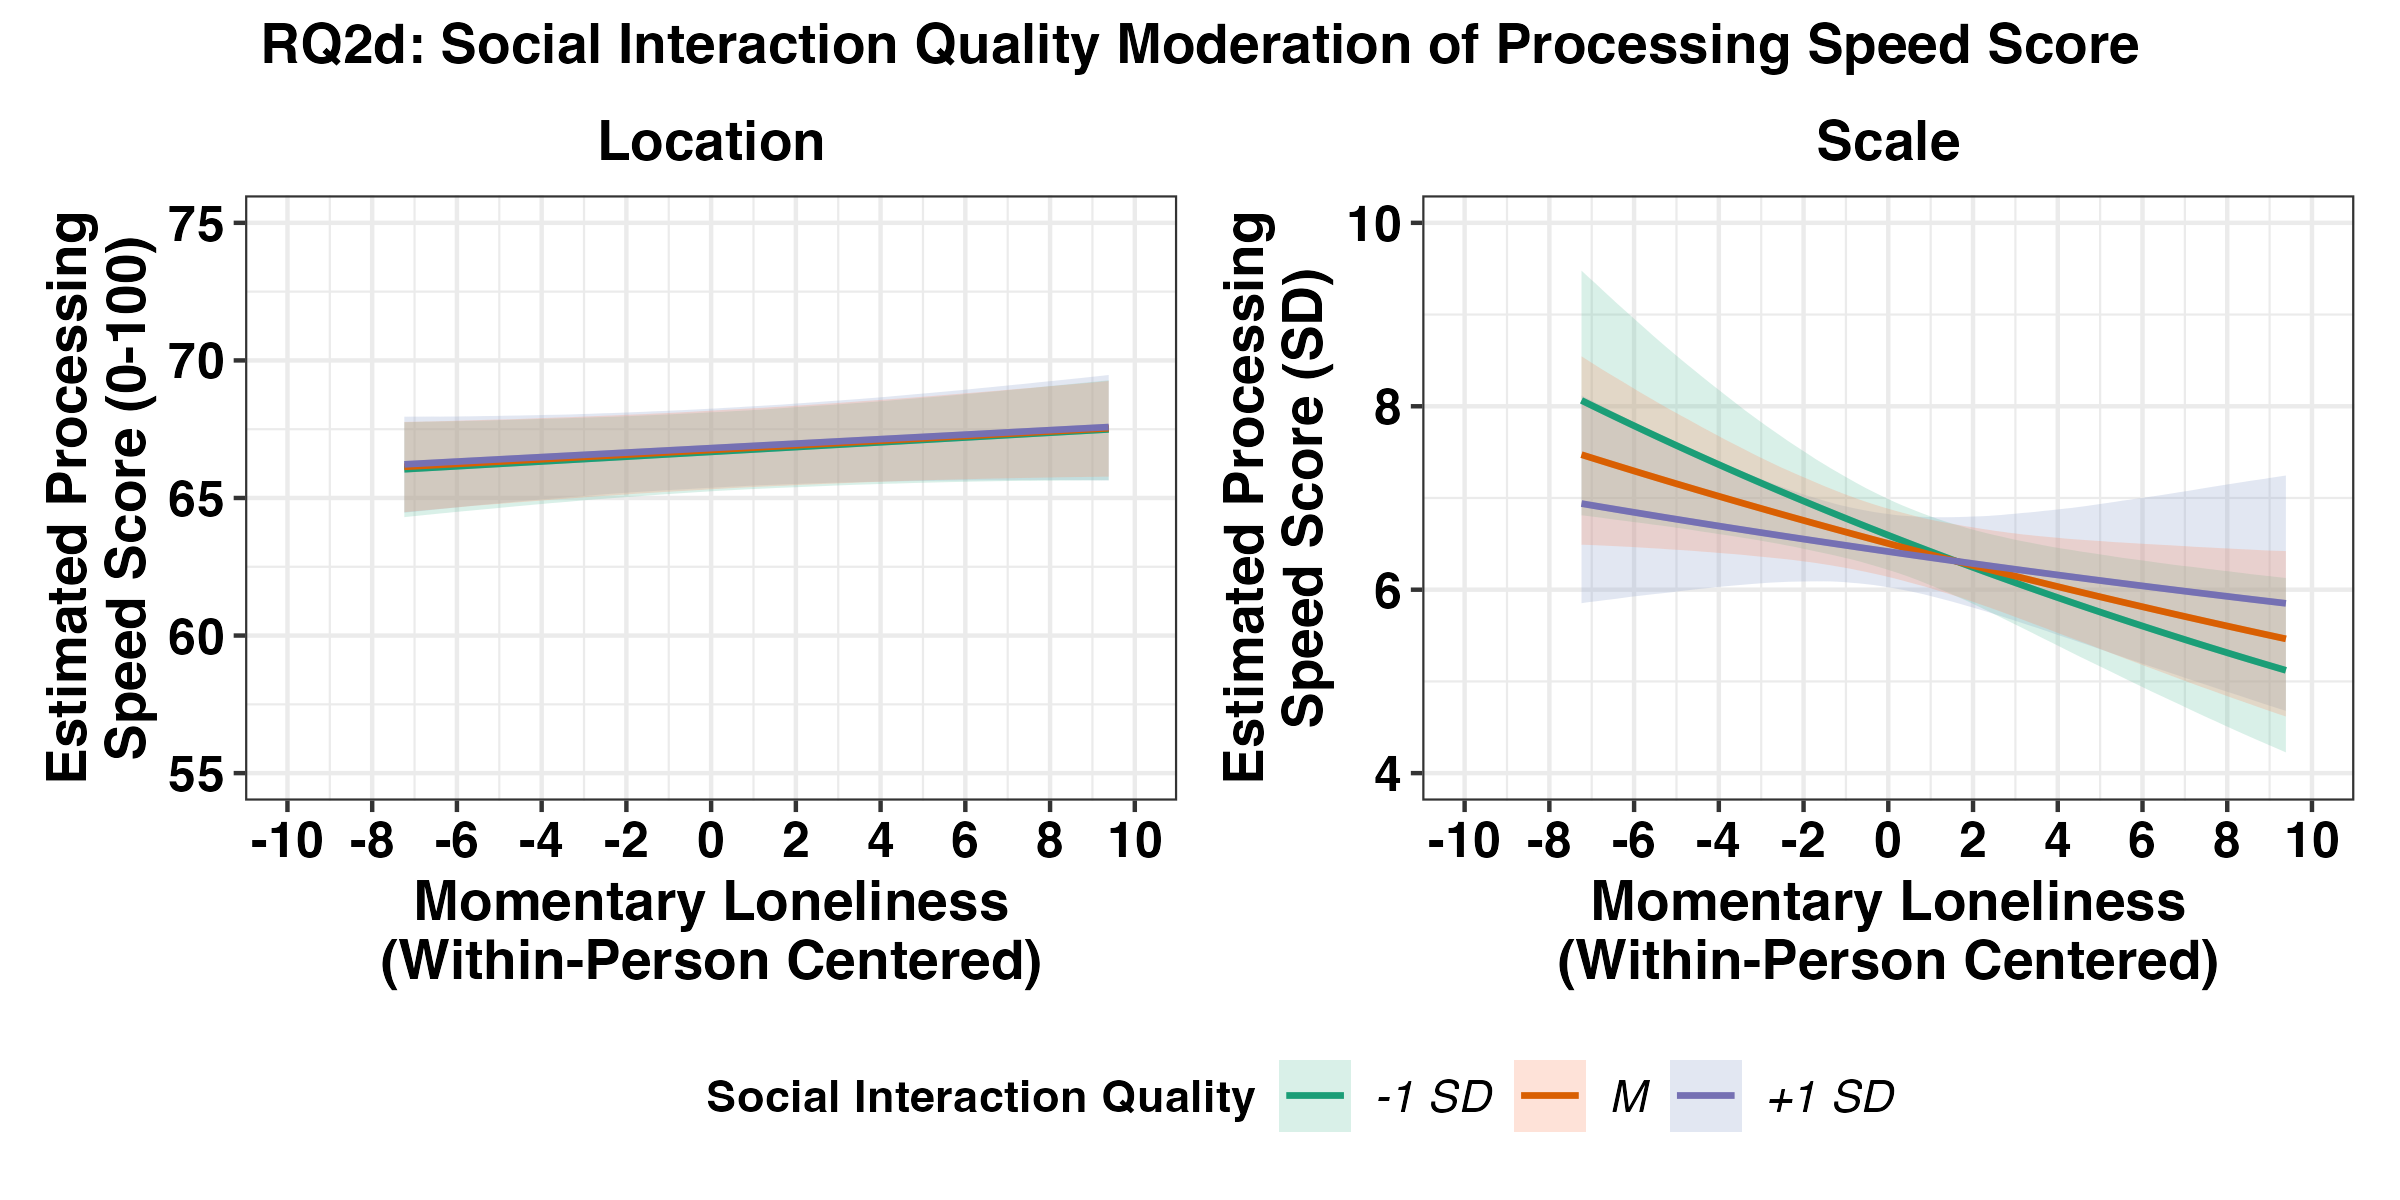 RQ2d: Social Interaction Quality Moderation of Processing Speed Score
Location
Estimated Processing
Speed Score (0-100)
75
70
65
60
55
-10 -8 -6 -4 -2 0 2 4 6 8 10
Momentary Loneliness
(Within-Person Centered)
Scale
Estimated Processing
Speed Score (SD)
10
8
6
4
-10 -8 -6 -4 -2 0 2 4 6 8 10
Momentary Loneliness
(Within-Person Centered)
Social Interaction Quality -1 SD M +1 SD